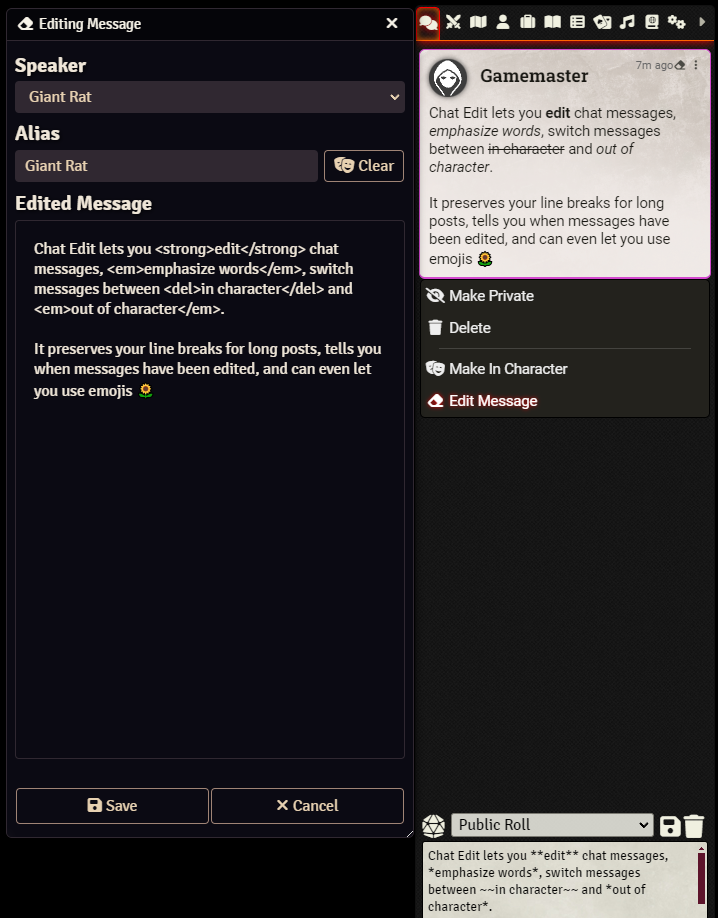 Editing Message
Speaker
Giant Rat
Alias
Giant Rat
Clear
Edited Message
Chat Edit lets you <strong>edit</strong> chat
messages, <em>emphasize words</em>, switch
messages between <del>in character</del> and
<em>out of character</em>.
It preserves your line breaks for long posts, tells you
when messages have been edited, and can even let
you use emojis 🌻
Save
Cancel
7m ago
Gamemaster
Chat Edit lets you edit chat messages,
emphasize words, switch messages
between in character and out of
character.
It preserves your line breaks for long
posts, tells you when messages have
been edited, and can even let you use
emojis 🌻
Make Private
Delete
Make In Character
Edit Message
Public Roll
Chat Edit lets you **edit** chat messages,
*emphasize words*, switch messages
between ~~in character~~ and *out of
character*.